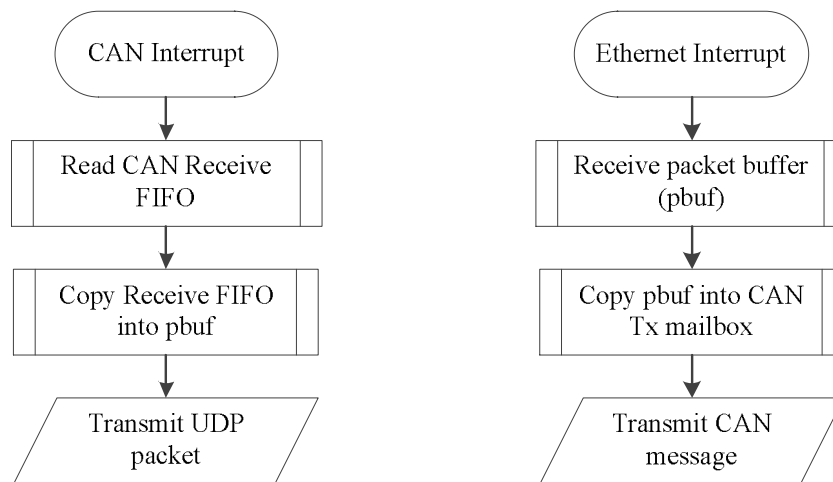 CAN Interrupt
Read CAN Receive
FIFO
Copy Receive FIFO
into pbuf
Transmit UDP
packet
Ethernet Interrupt
Receive packet buffer
(pbuf)
Copy pbuf into CAN
Tx mailbox
Transmit CAN
message